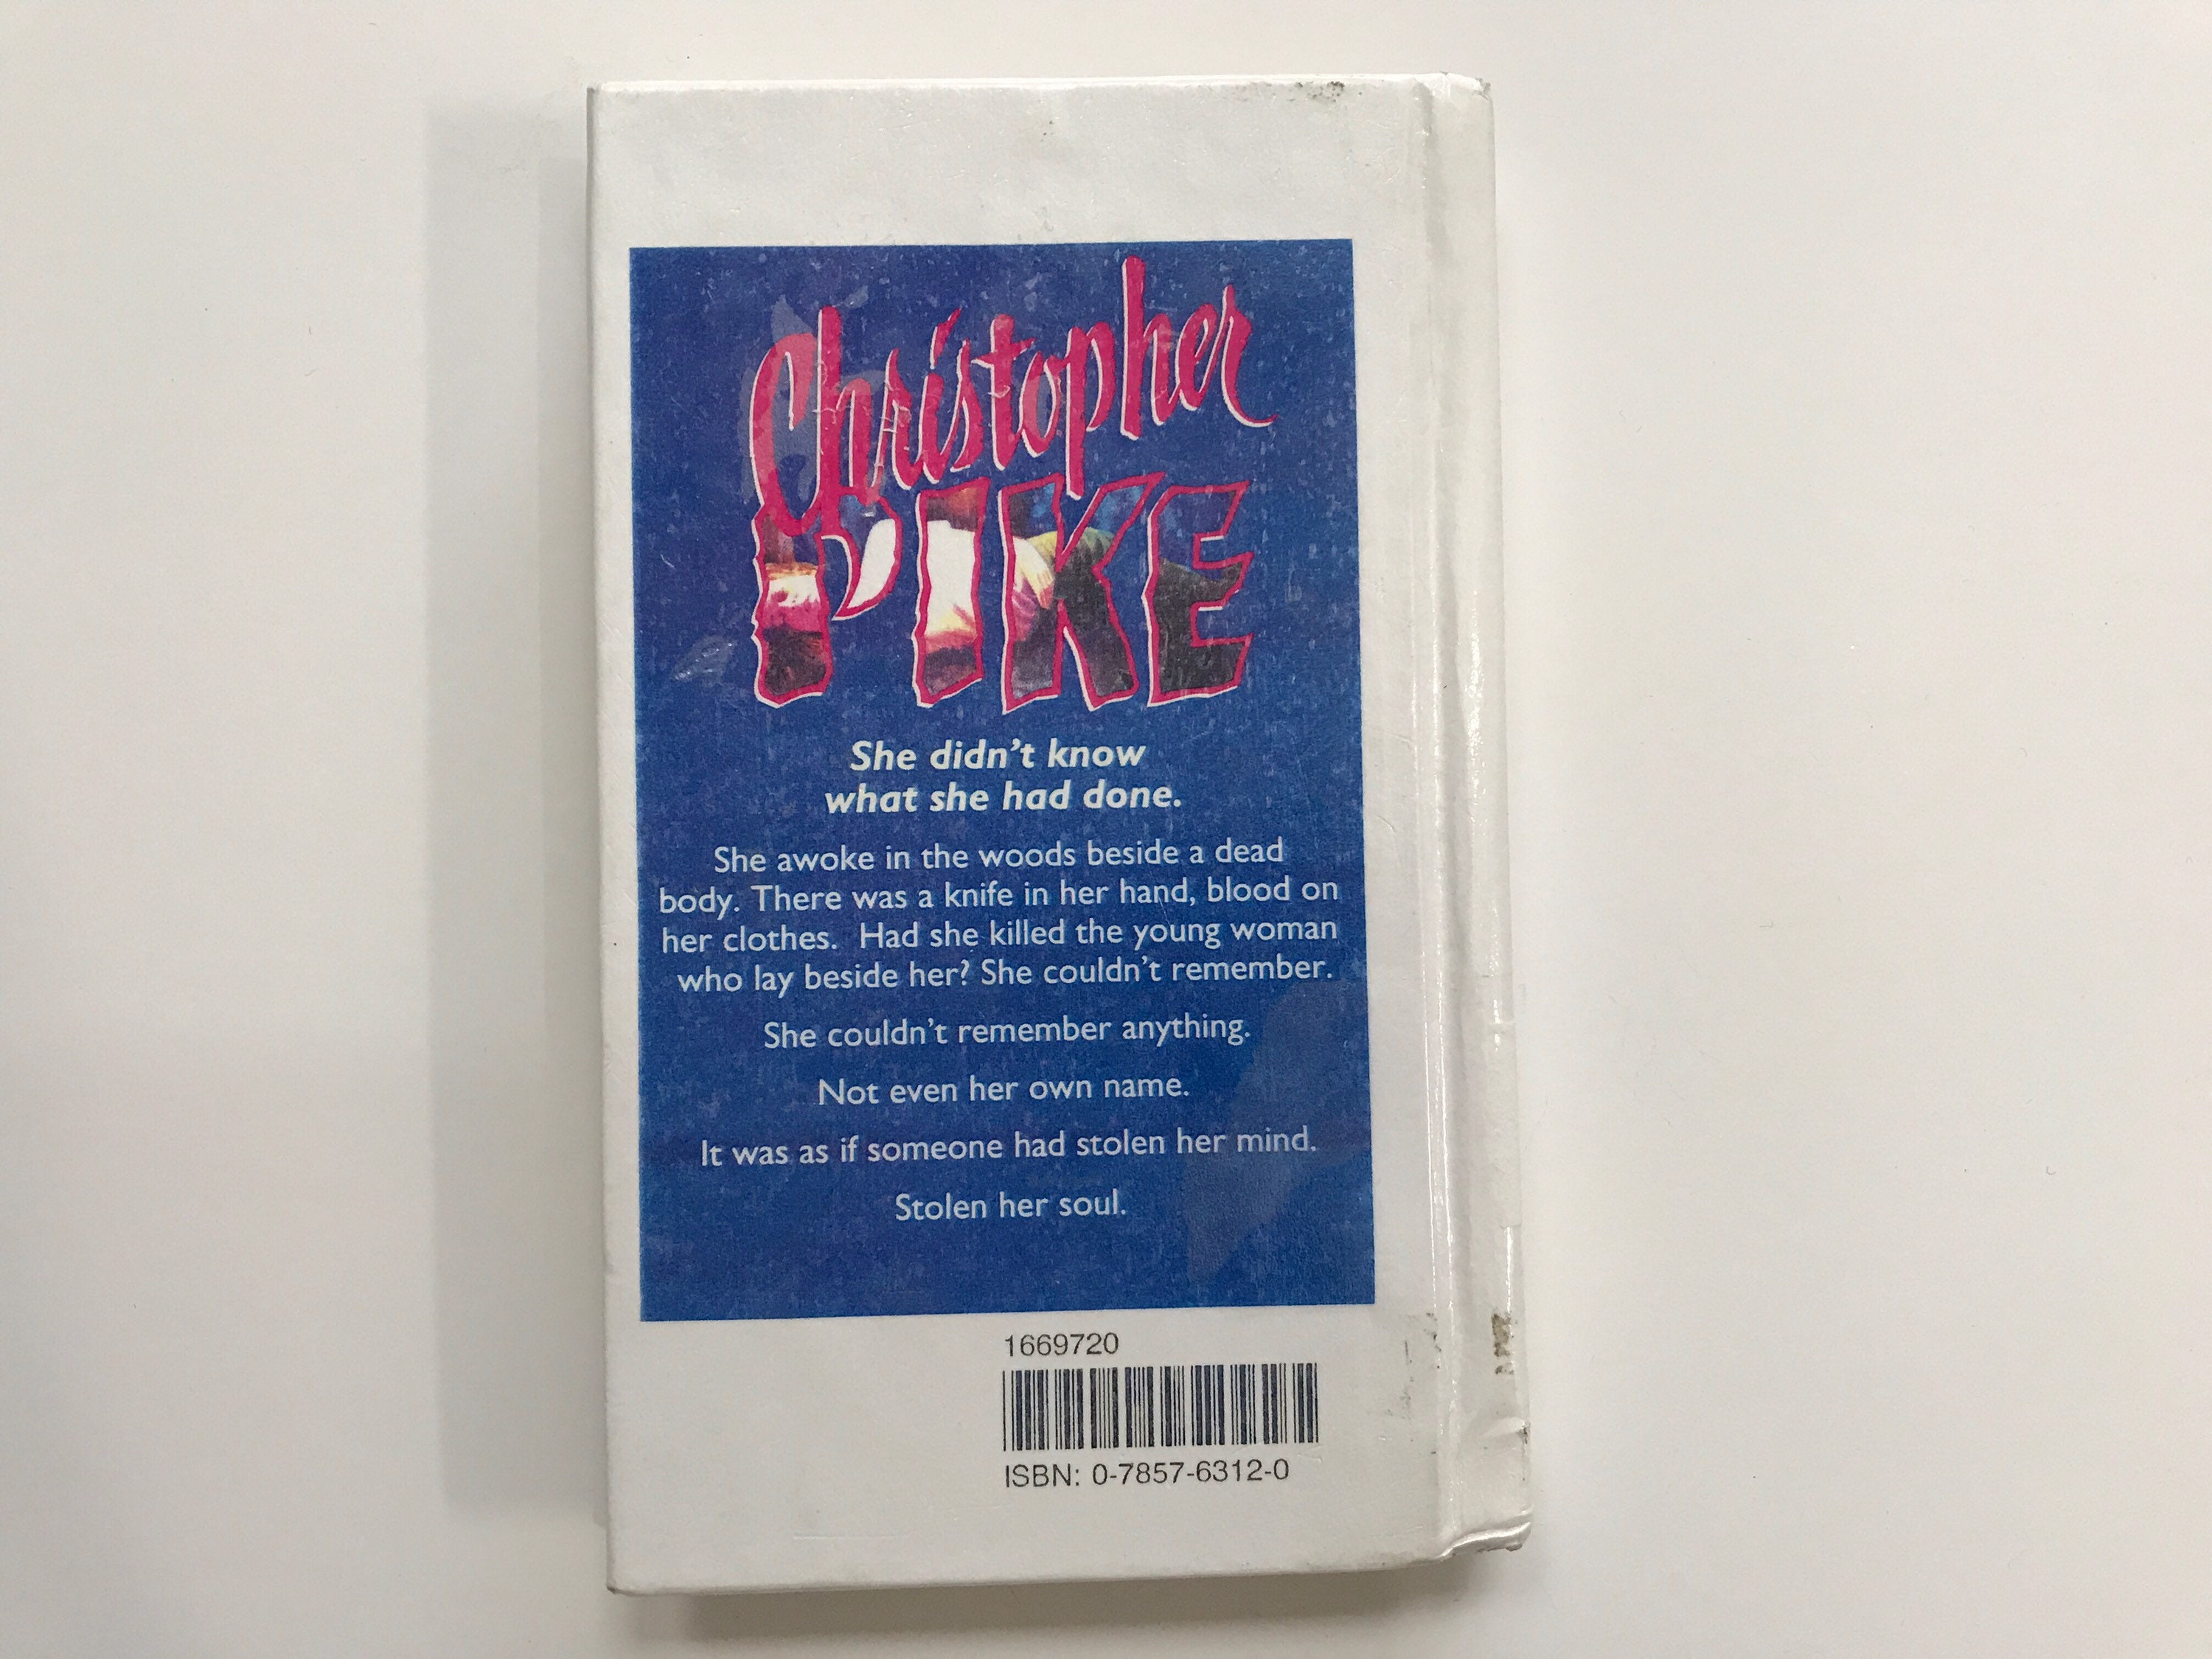 Christopher
PIKE
She didn't know
what she had done.
She awoke in the woods beside a dead
body. There was a knife in her hand, blood on
her clothes. Had she killed the young woman
who lay beside her? She couldn't remember.
She couldn't remember anything.
Not even her own name.
It was as if someone had stolen her mind.
Stolen her soul.
1669720
ISBN: 0-7857-6312-0